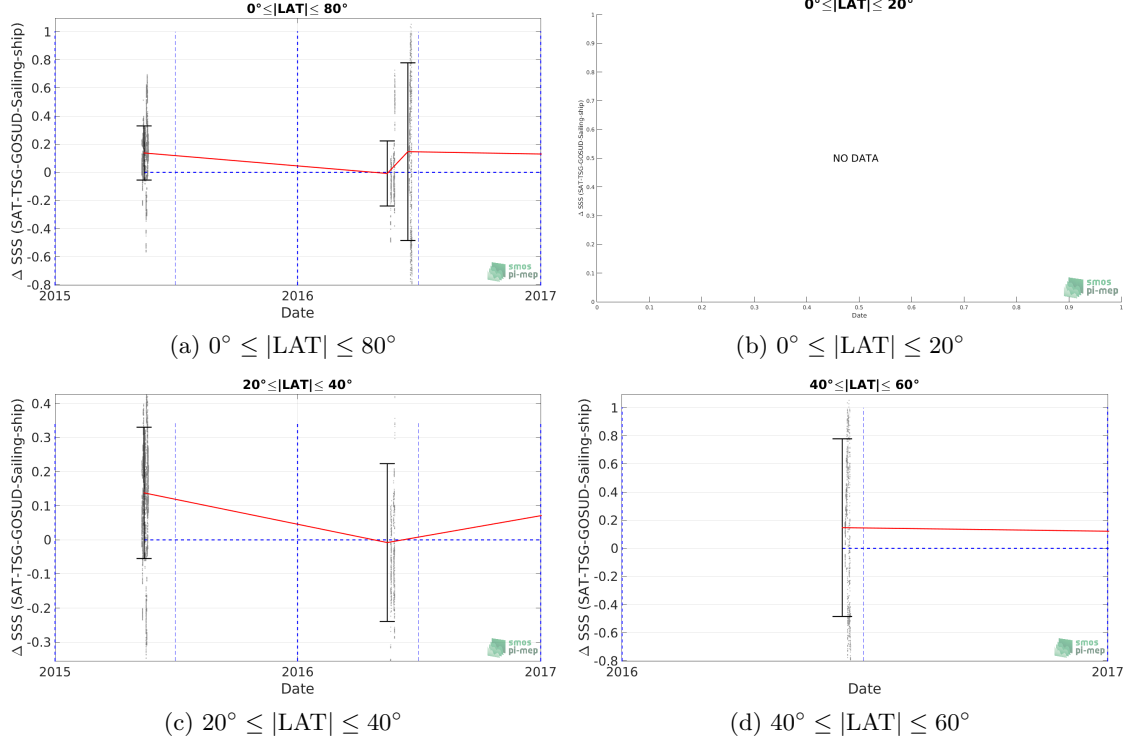 0°≤|LAT|≤ 80°
Δ SSS (SAT-TSG-GOSUD-Sailing-ship)
1
0.8
0.6
0.4
0.2
0
-0.2
-0.4
-0.6
-0.8
2015
2016
2017
Date
smos
pi-mep
(a) 0° ≤ |LAT| ≤ 80°
0°≤|LAT|≤ 20°
Δ SSS (SAT-TSG-GOSUD-Sailing-ship)
1
0.9
0.8
0.7
0.6
0.5
0.4
0.3
0.2
0.1
0
NO DATA
0
0.1
0.2
0.3
0.4
0.5
0.6
0.7
0.8
0.9
1
Date
smos
pi-mep
(b) 0° ≤ |LAT| ≤ 20°
20°≤|LAT|≤ 40°
Δ SSS (SAT-TSG-GOSUD-Sailing-ship)
0.4
0.3
0.2
0.1
0
-0.1
-0.2
-0.3
2015
2016
2017
Date
smos
pi-mep
(c) 20° ≤ |LAT| ≤ 40°
40°≤|LAT|≤ 60°
Δ SSS (SAT-TSG-GOSUD-Sailing-ship)
1
0.8
0.6
0.4
0.2
0
-0.2
-0.4
-0.6
-0.8
2016
2017
Date
smos
pi-mep
(d) 40° ≤ |LAT| ≤ 60°